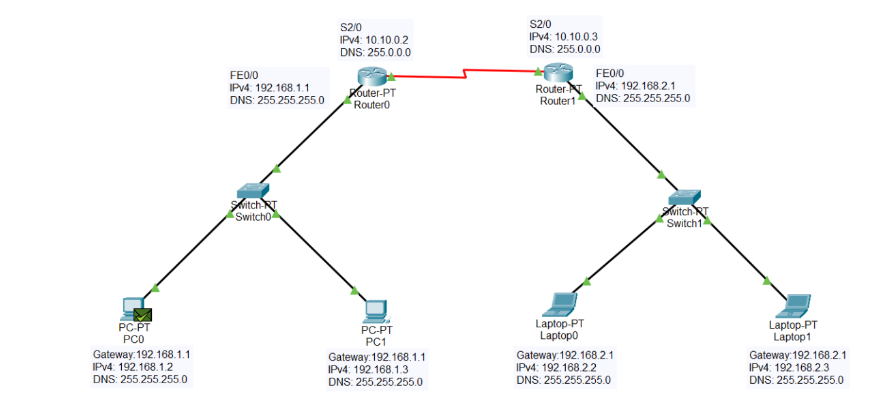 S2/0
IPv4: 10.10.0.2
DNS: 255.0.0.0
S2/0
IPv4: 10.10.0.3
DNS: 255.0.0.0
FE0/0
IPv4: 192.168.1.1
DNS: 255.255.255.0
Router-PT
Router0
Router-PT
Router1
FE0/0
IPv4: 192.168.2.1
DNS: 255.255.255.0
Switch-PT
Switch0
Switch-PT
Switch1
PC-PT
PC0
Gateway:192.168.1.1
IPv4: 192.168.1.2
DNS: 255.255.255.0
PC-PT
PC1
Gateway:192.168.1.1
IPv4: 192.168.1.3
DNS: 255.255.255.0
Laptop-PT
Laptop0
Gateway:192.168.2.1
IPv4: 192.168.2.2
DNS: 255.255.255.0
Laptop-PT
Laptop1
Gateway:192.168.2.1
IPv4: 192.168.2.3
DNS: 255.255.255.0